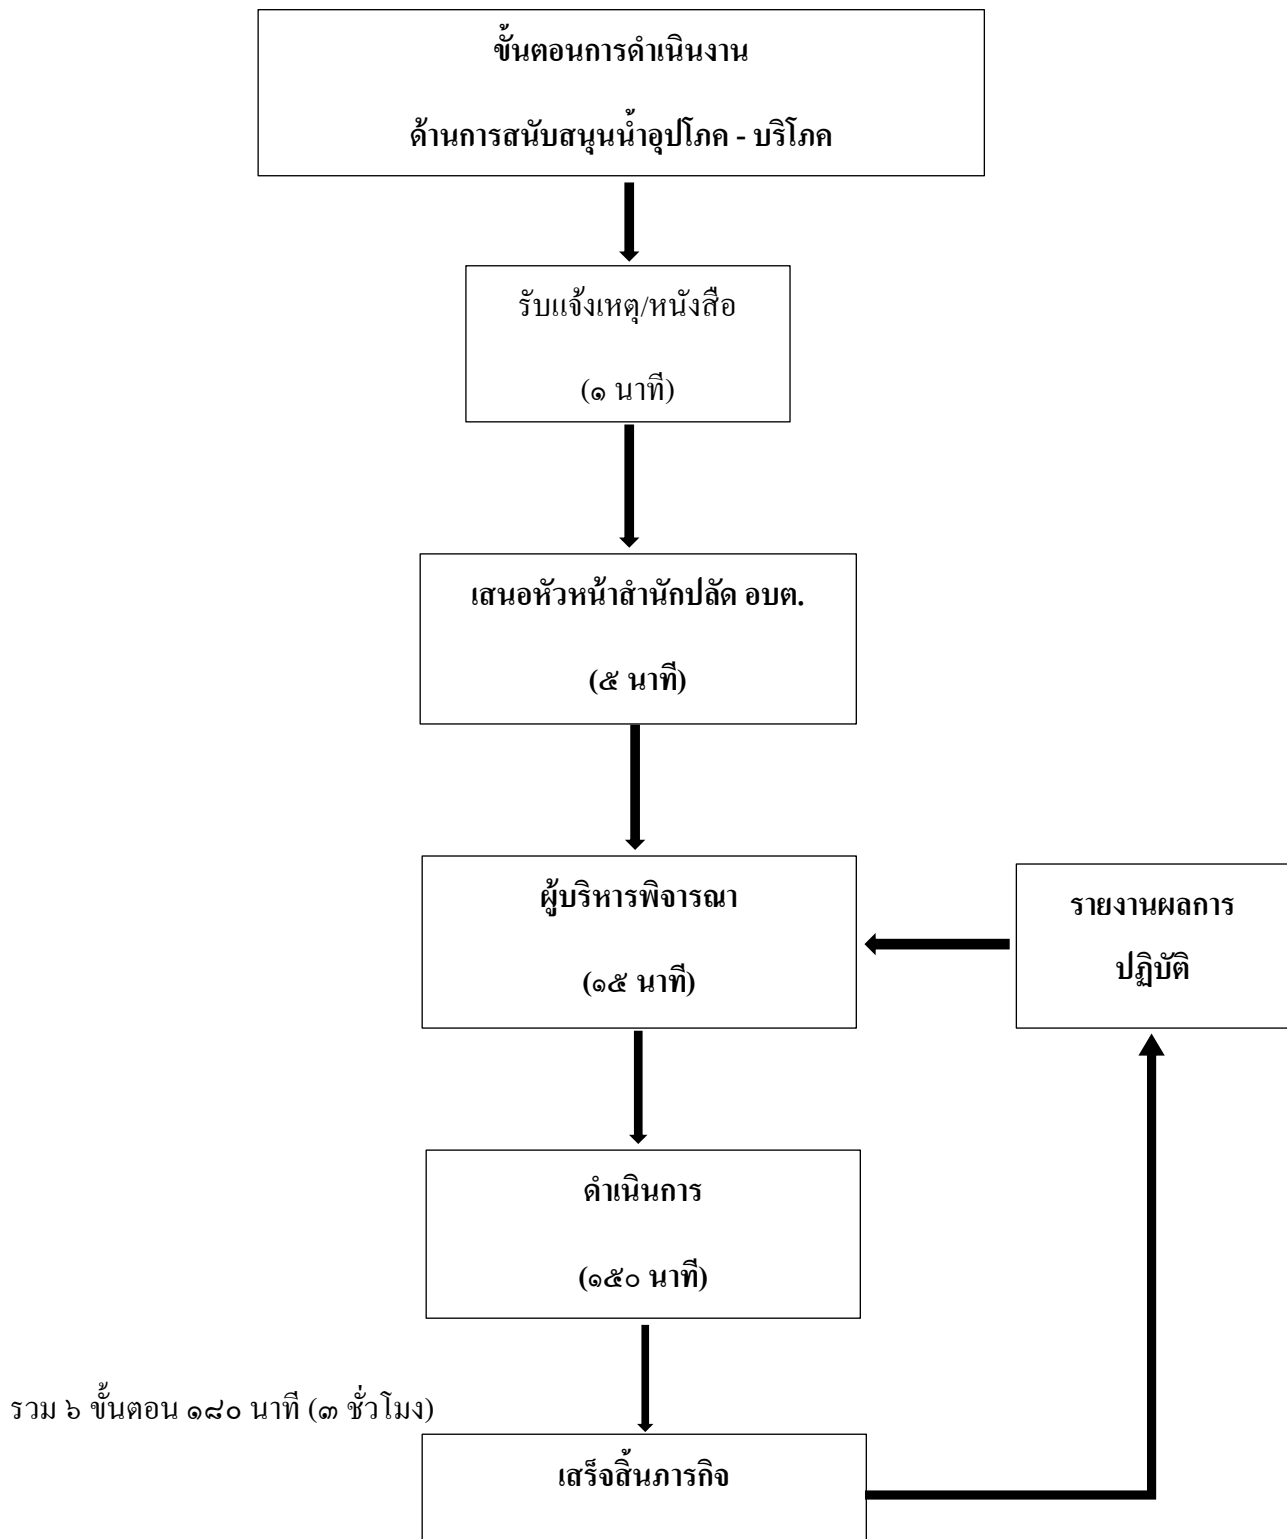 ขั้นตอนการดำเนินงาน
ด้านการสนับสนุนน้ำอุปโภค - บริโภค
รับแจ้งเหตุ/หนังสือ
(๑ นาที)
เสนอหัวหน้าสำนักปลัด อบต.
(๕ นาที)
ผู้บริหารพิจารณา
(๑๕ นาที)
รายงานผลการ
ปฏิบัติ
ดำเนินการ
(๑๕๐ นาที)
รวม ๖ ขั้นตอน ๑๘๐ นาที (๓ ชั่วโมง)
เสร็จสิ้นภารกิจ